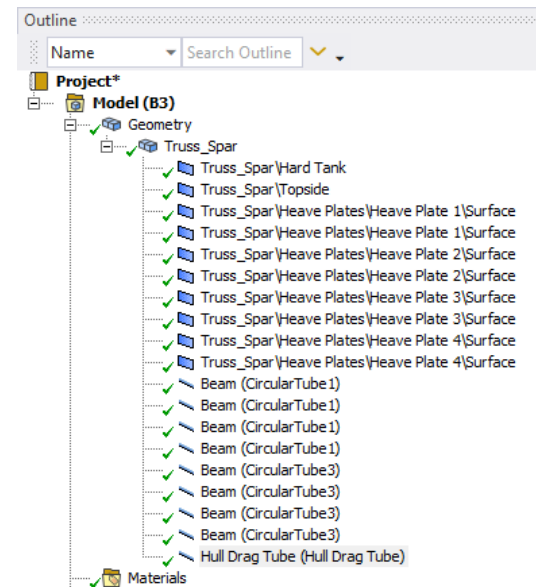 Outline
Name Search Outline
Project*
Model (B3)
Geometry
Truss_Spar
Truss_Spar\Hard Tank
Truss_Spar\Topside
Truss_Spar\Heave Plates\Heave Plate 1\Surface
Truss_Spar\Heave Plates\Heave Plate 1\Surface
Truss_Spar\Heave Plates\Heave Plate 2\Surface
Truss_Spar\Heave Plates\Heave Plate 2\Surface
Truss_Spar\Heave Plates\Heave Plate 3\Surface
Truss_Spar\Heave Plates\Heave Plate 3\Surface
Truss_Spar\Heave Plates\Heave Plate 4\Surface
Truss_Spar\Heave Plates\Heave Plate 4\Surface
Beam (CircularTube1)
Beam (CircularTube1)
Beam (CircularTube1)
Beam (CircularTube1)
Beam (CircularTube3)
Beam (CircularTube3)
Beam (CircularTube3)
Beam (CircularTube3)
Hull Drag Tube (Hull Drag Tube)
Materials